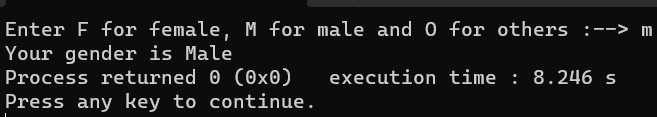 Enter F for female, M for male and O for others :--> m
Your gender is Male
Process returned 0 (0x0)   execution time : 8.246 s
Press any key to continue.